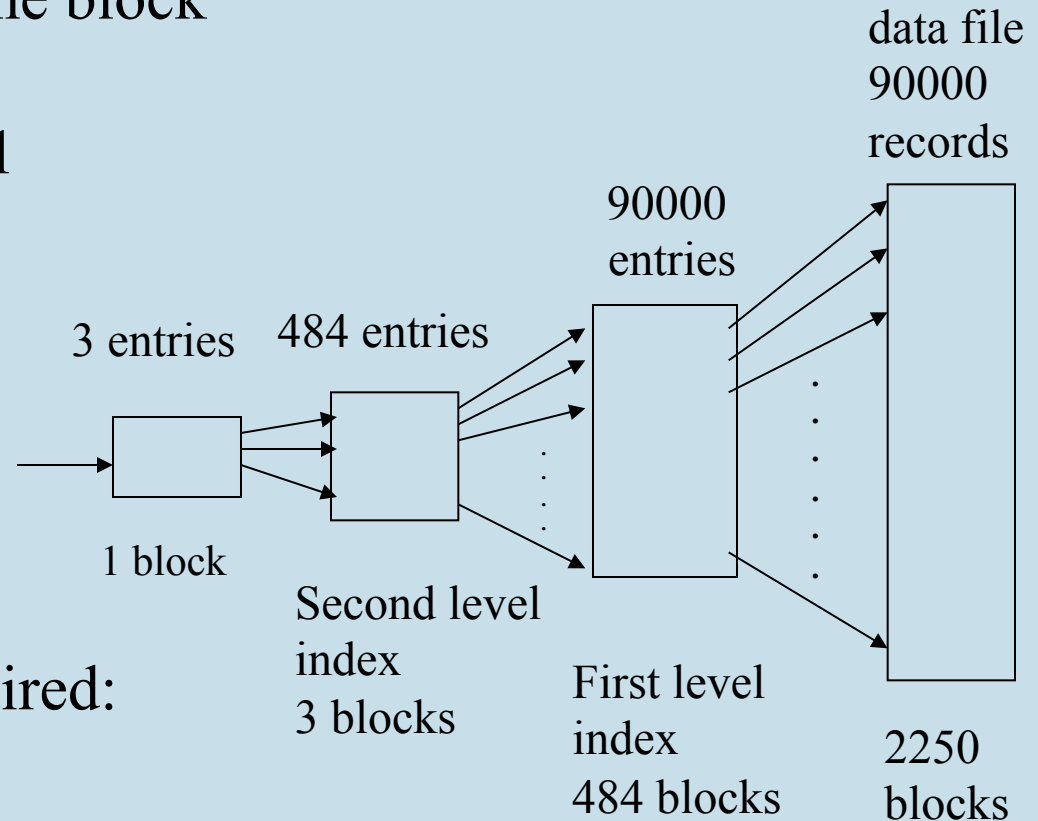 block
data file
90000
records
90000
entries
3 entries
484 entries
1 block
Second level
index
3 blocks
First level
index
484 blocks
2250
blocks